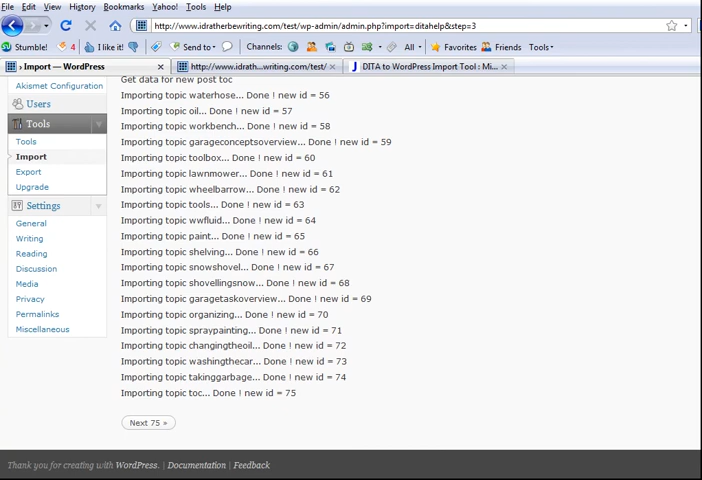 File Edit View History Bookmarks Yahoo! Tools Help
http://www.idratherbewriting.com/test/wp-admin/admin.php?import=ditahelp&step=3
Stumble! 4 I like it! Send to Channels: All Favorites Friends Tools
› Import — WordPress http://www.idrath...writing.com/test/ DITA to WordPress Import Tool : Mi...
Get data for new post toc
Akismet Configuration
Users
Tools
Tools
Import
Export
Upgrade
Settings
General
Writing
Reading
Discussion
Media
Privacy
Permalinks
Miscellaneous
Importing topic waterhose... Done ! new id = 56
Importing topic oil... Done ! new id = 57
Importing topic workbench... Done ! new id = 58
Importing topic garageconceptsoverview... Done ! new id = 59
Importing topic toolbox... Done ! new id = 60
Importing topic lawnmower... Done ! new id = 61
Importing topic wheelbarrow... Done ! new id = 62
Importing topic tools... Done ! new id = 63
Importing topic wwfluid... Done ! new id = 64
Importing topic paint... Done ! new id = 65
Importing topic shelving... Done ! new id = 66
Importing topic snowshovel... Done ! new id = 67
Importing topic shovellingsnow... Done ! new id = 68
Importing topic garagetaskoverview... Done ! new id = 69
Importing topic organizing... Done ! new id = 70
Importing topic spraypainting... Done ! new id = 71
Importing topic changingtheoil... Done ! new id = 72
Importing topic washingthecar... Done ! new id = 73
Importing topic takinggarbage... Done ! new id = 74
Importing topic toc... Done ! new id = 75
Next 75 »
Thank you for creating with WordPress. | Documentation | Feedback